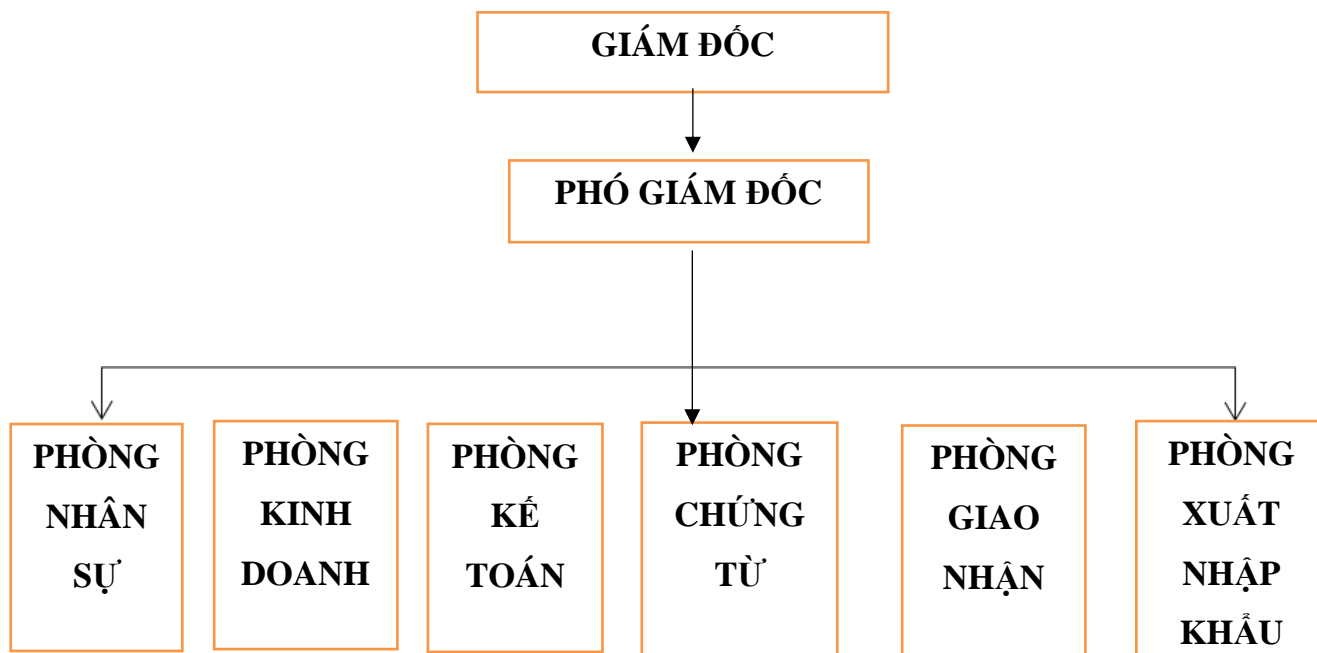 GIÁM ĐỐC
PHÓ GIÁM ĐỐC
PHÒNG
NHÂN
SỰ
PHÒNG
KINH
DOANH
PHÒNG
KẾ
TOÁN
PHÒNG
CHỨNG
TỪ
PHÒNG
GIAO
NHẬN
PHÒNG
XUẤT
NHẬP
KHẨU